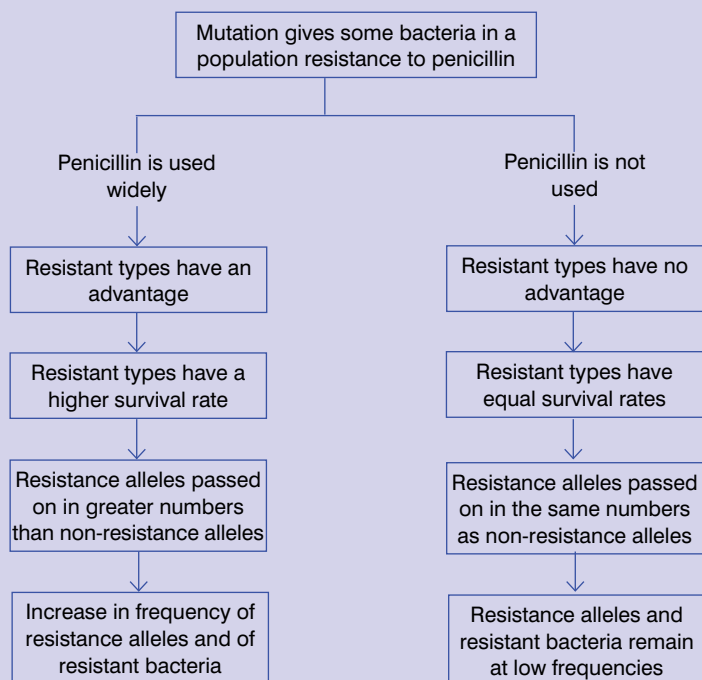 Mutation gives some bacteria in a
population resistance to penicillin
Penicillin is used
widely
Resistant types have an
advantage
Resistant types have a
higher survival rate
Resistance alleles passed
on in greater numbers
than non-resistance alleles
Increase in frequency of
resistance alleles and of
resistant bacteria
Penicillin is not
used
Resistant types have no
advantage
Resistant types have
equal survival rates
Resistance alleles passed
on in the same numbers
as non-resistance alleles
Resistance alleles and
resistant bacteria remain
at low frequencies